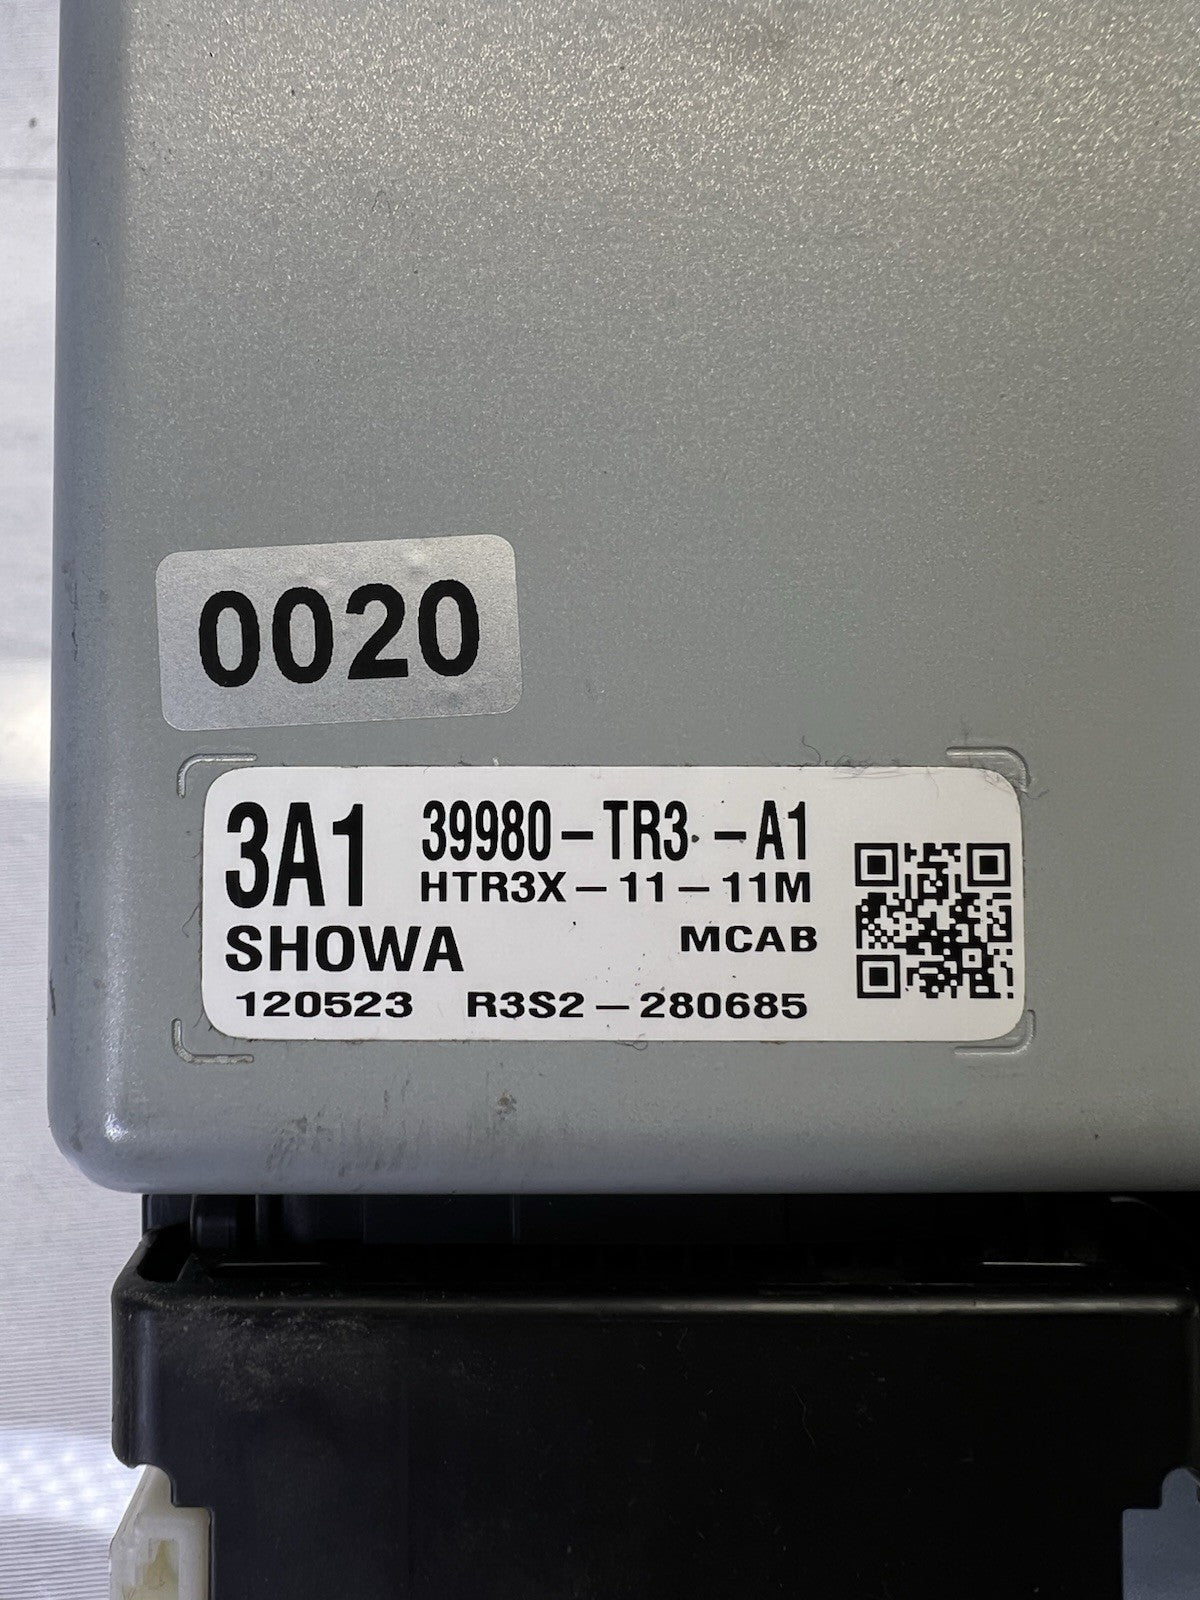 0020
3A1 39980-TR3 -A1
HTR3X-11-11M
SHOWA MCAB
120523 R3S2-280685